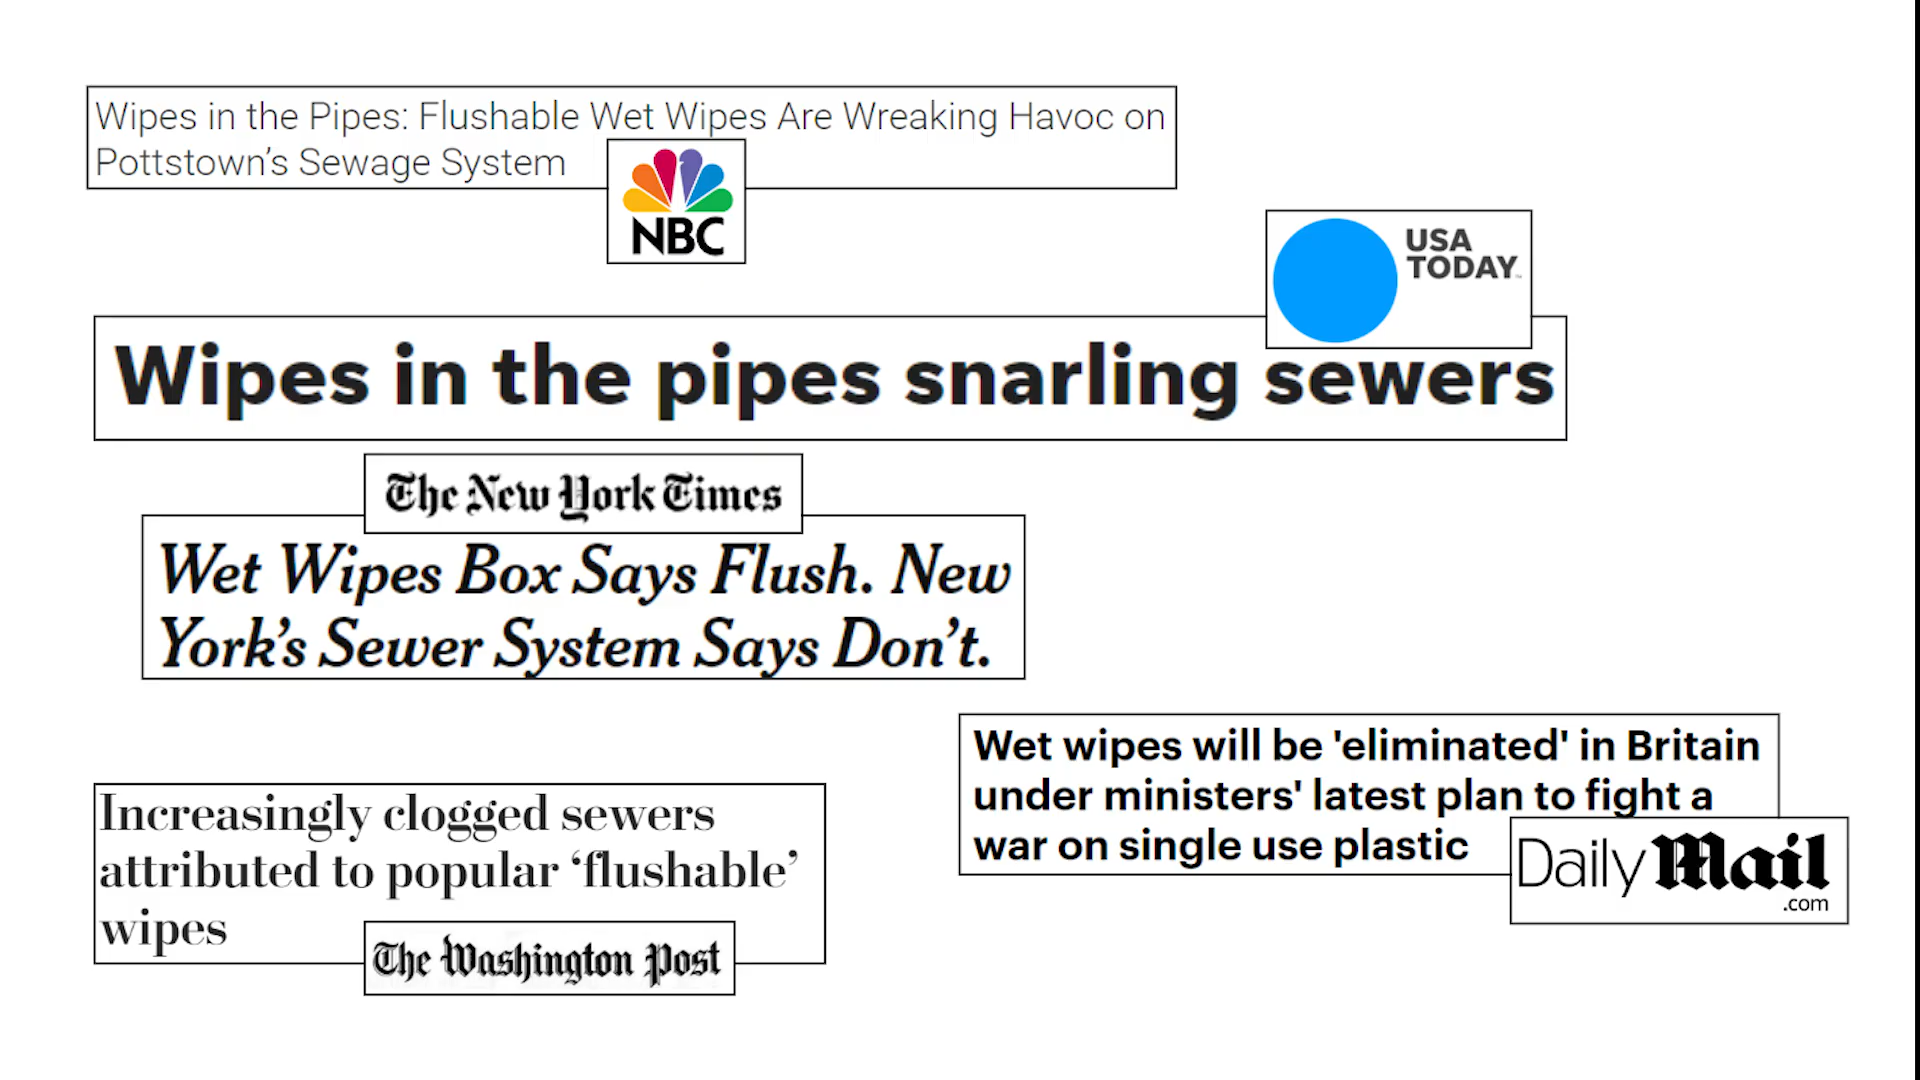 Wipes in the Pipes: Flushable Wet Wipes Are Wreaking Havoc on
Pottstown’s Sewage System
NBC
USA
TODAY
Wipes in the pipes snarling sewers
The New York Times
Wet Wipes Box Says Flush. New
York’s Sewer System Says Don’t.
Wet wipes will be 'eliminated' in Britain
under ministers' latest plan to fight a
war on single use plastic
Daily Mail
.com
Increasingly clogged sewers
attributed to popular ‘flushable’
wipes
The Washington Post